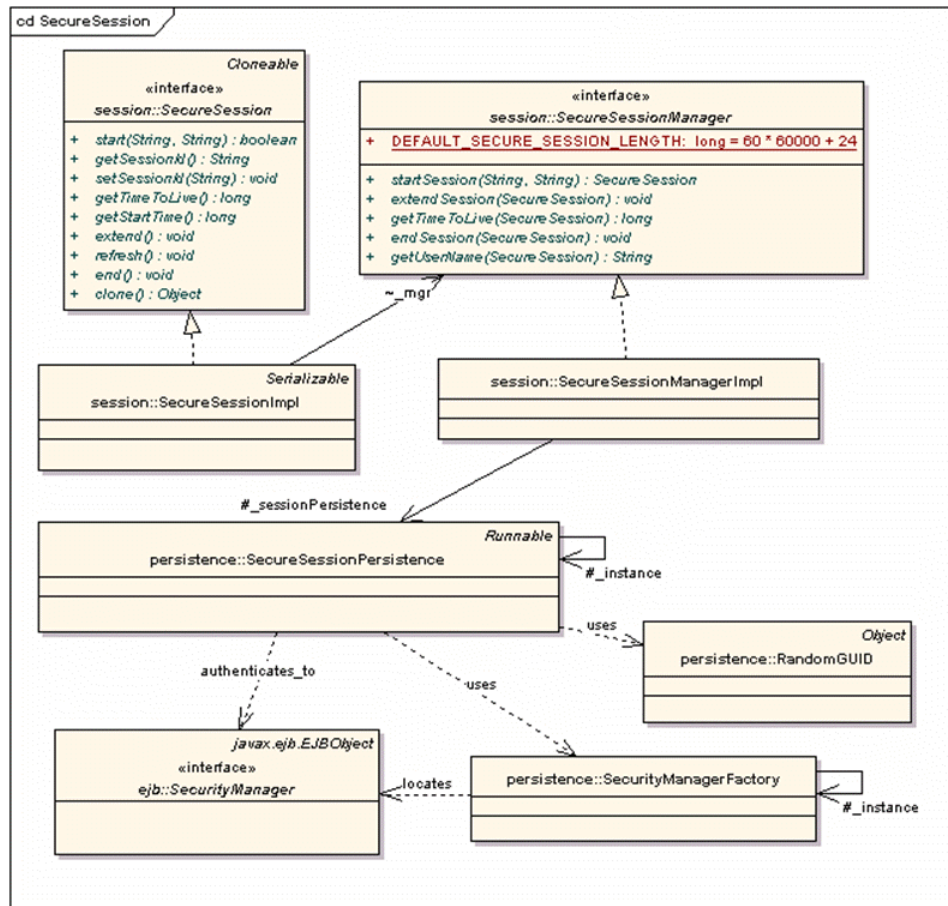 cd SecureSession
Cloneable
«interface»
session::SecureSession
+ start(String, String) : boolean
+ getSessionId() : String
+ setSessionId(String) : void
+ getTimeToLive() : long
+ getStartTime() : long
+ extend() : void
+ refresh() : void
+ end() : void
+ clone() : Object
«interface»
session::SecureSessionManager
+ DEFAULT_SECURE_SESSION_LENGTH: long = 60 * 60000 + 24
+ startSession(String, String) : SecureSession
+ extendSession(SecureSession) : void
+ getTimeToLive(SecureSession) : long
+ endSession(SecureSession) : void
+ getUserName(SecureSession) : String
~_mgr
Serializable
session::SecureSessionImpl
session::SecureSessionManagerImpl
#_sessionPersistence
Runnable
persistence::SecureSessionPersistence
#_instance
uses
Object
persistence::RandomGUID
authenticates_to
uses
javax.ejb.EJBObject
«interface»
ejb::SecurityManager
locates
persistence::SecurityManagerFactory
#_instance